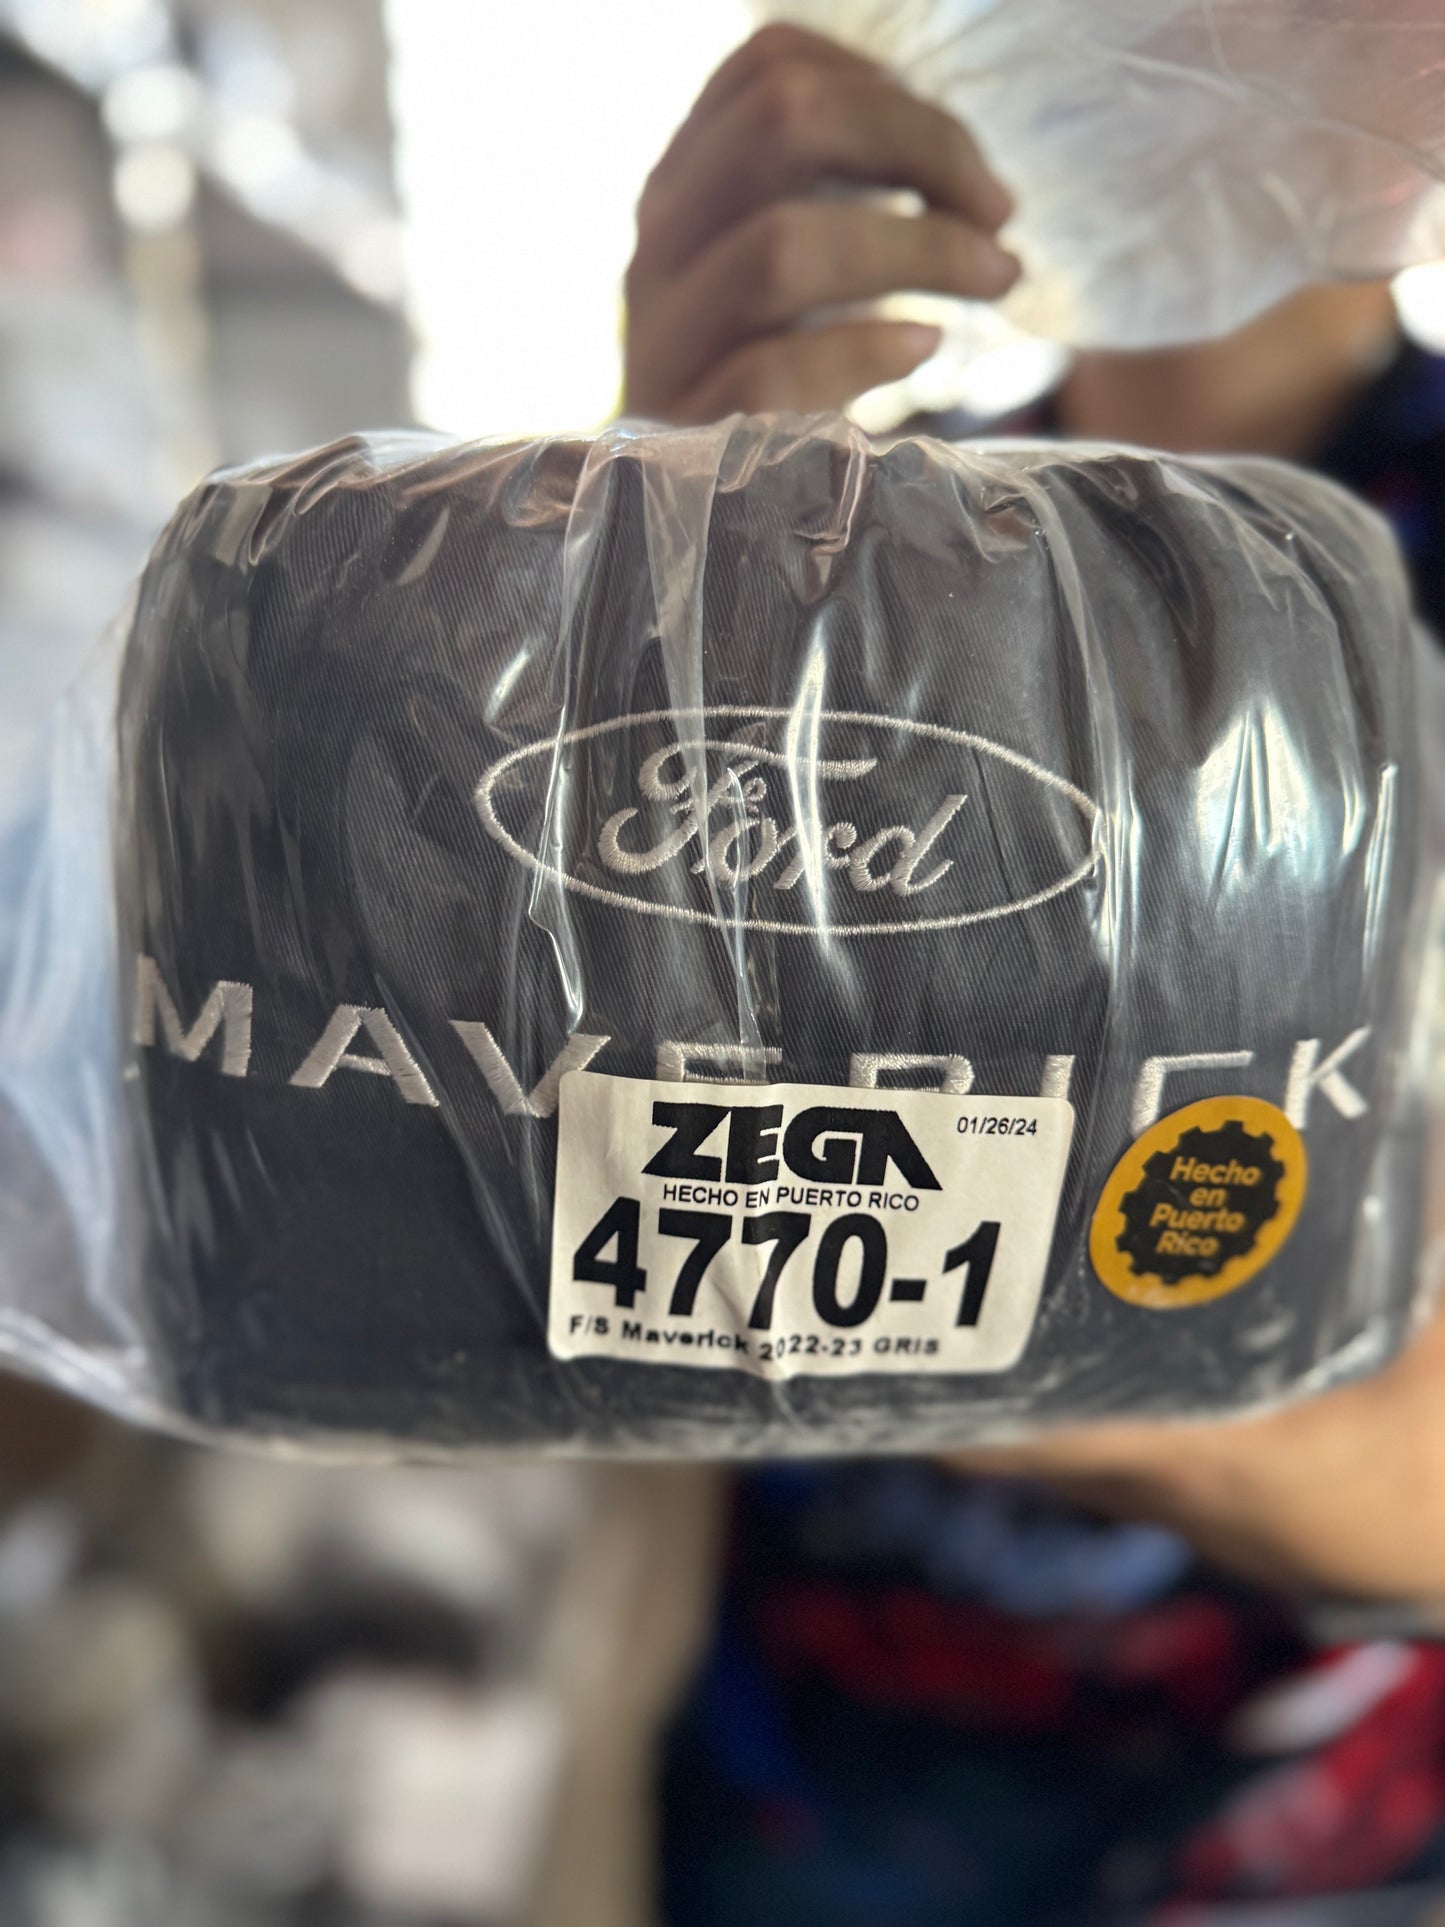 Ford
MAVERICK
ZEGA
01/26/24
HECHO EN PUERTO RICO
4770-1
F/S Maverick 2022-23 GRIS
Hecho
en
Puerto
Rico